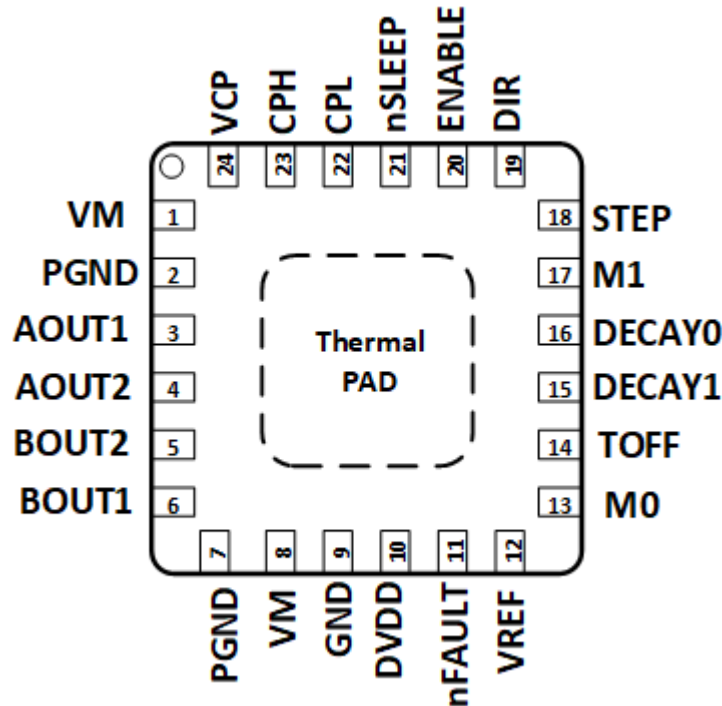 VCP
CPH
CPL
nSLEEP
ENABLE
DIR
24
23
22
21
20
19
VM 1
PGND 2
AOUT1 3
AOUT2 4
BOUT2 5
BOUT1 6
18 STEP
17 M1
16 DECAY0
15 DECAY1
14 TOFF
13 M0
Thermal
PAD
7
8
9
10
11
12
PGND
VM
GND
DVDD
nFAULT
VREF